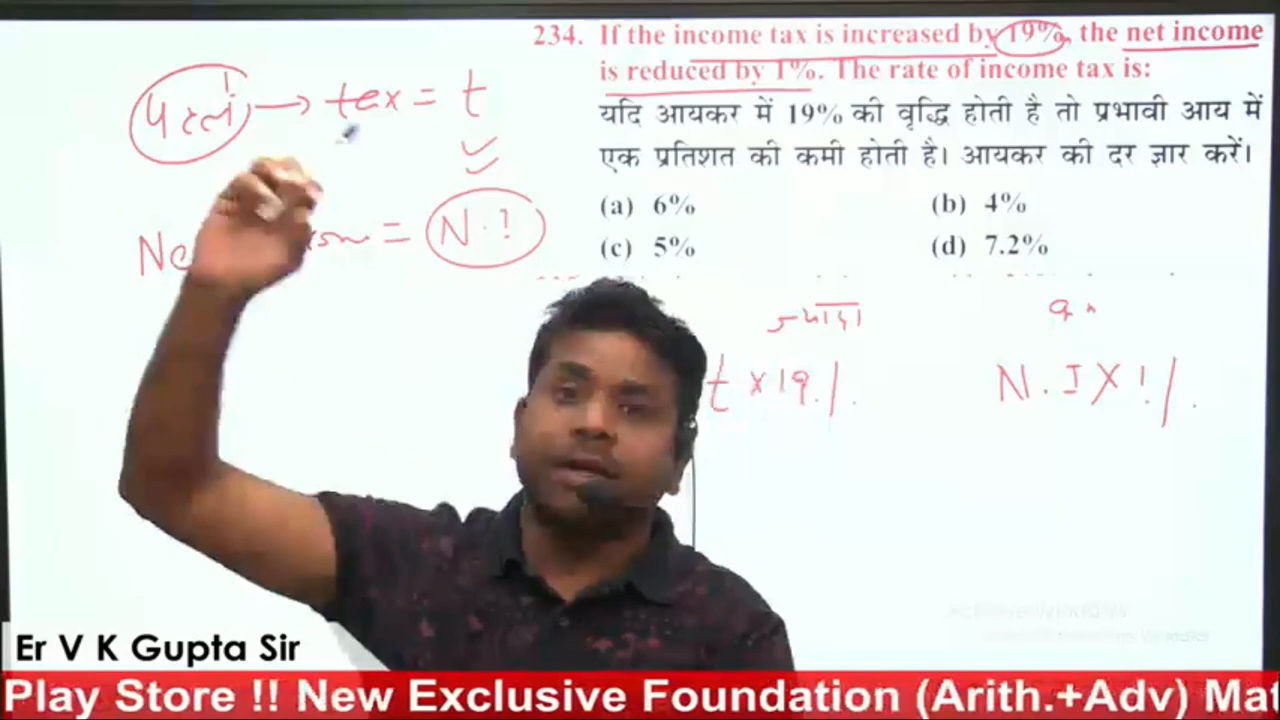 234. If the income tax is increased by 19%, the net income
is reduced by 1%. The rate of income tax is:
यदि आयकर में 19% की वृद्धि होती है तो प्रभावी आय में
एक प्रतिशत की कमी होती है। आयकर की दर ज्ञार करें।
(a) 6% (b) 4%
(c) 5% (d) 7.2%
→ tax = t
= N.I
ज्यादा
t × 19%. N.I × 1%.
Er V K Gupta Sir
Play Store !! New Exclusive Foundation (Arith.+Adv) Mat